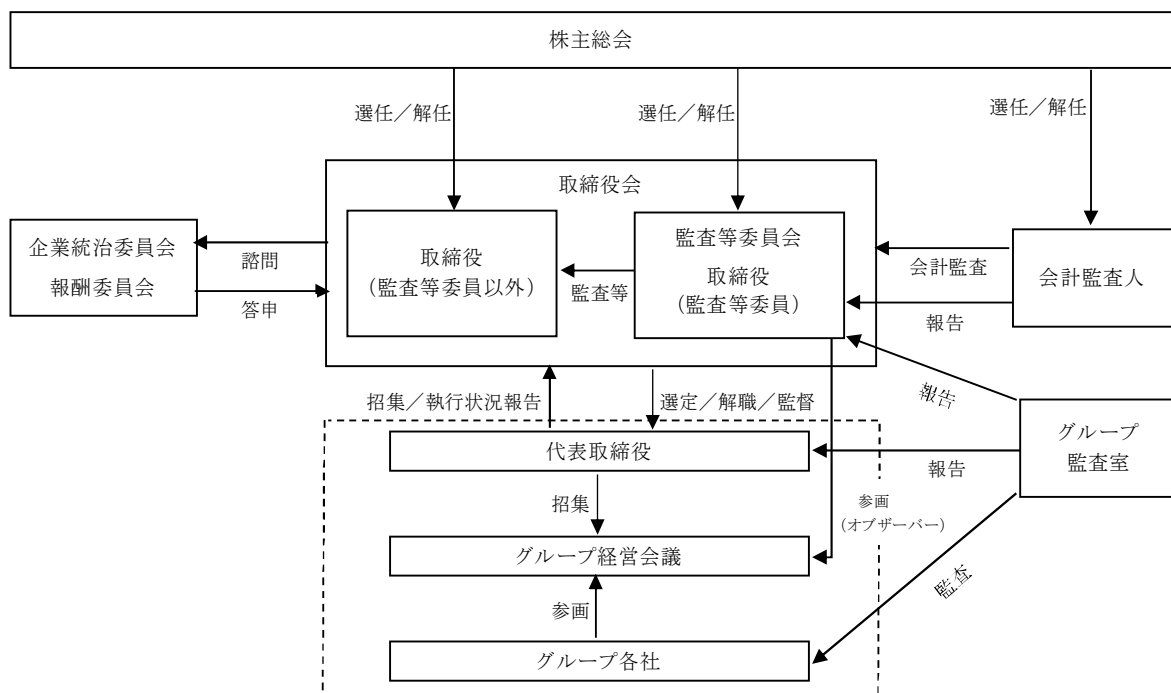 株主総会
選任／解任
選任／解任
選任／解任
取締役会
企業統治委員会
報酬委員会
諮問
答申
取締役
（監査等委員以外）
監査等
監査等委員会
取締役
（監査等委員）
会計監査
報告
会計監査人
招集／執行状況報告
選定／解職／監督
報告
代表取締役
報告
グループ
監査室
招集
参画
（オブザーバー）
グループ経営会議
監査
参画
グループ各社